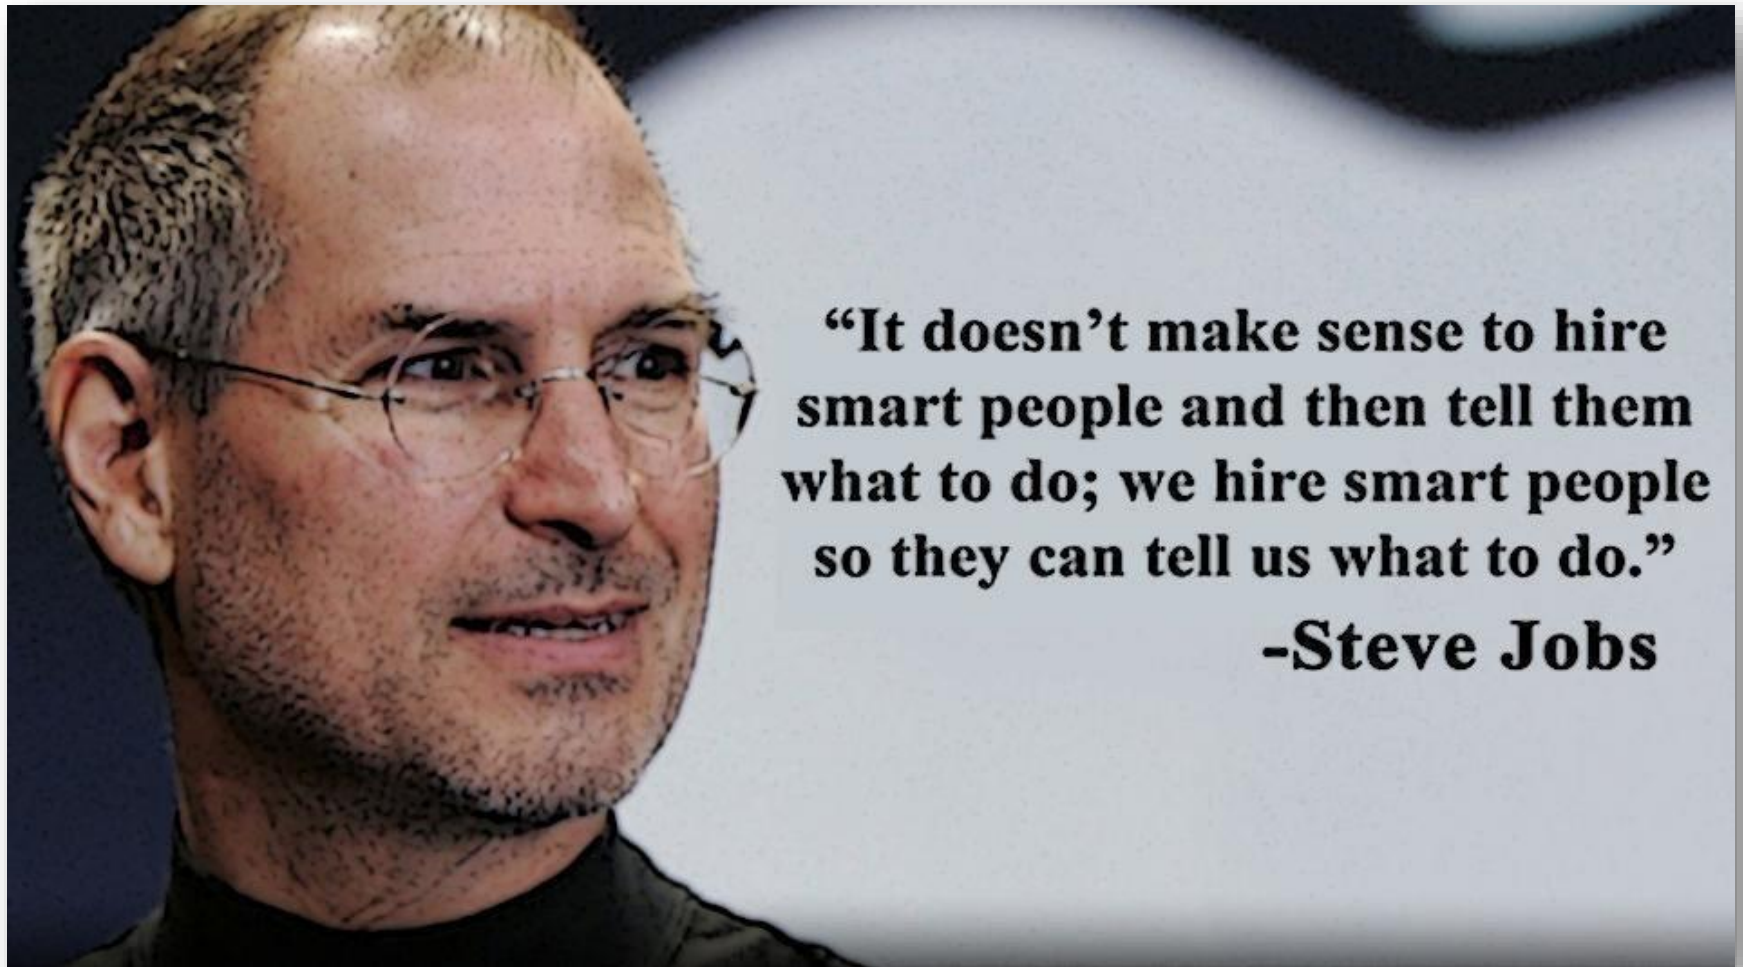 “It doesn’t make sense to hire
smart people and then tell them
what to do; we hire smart people
so they can tell us what to do.”
-Steve Jobs